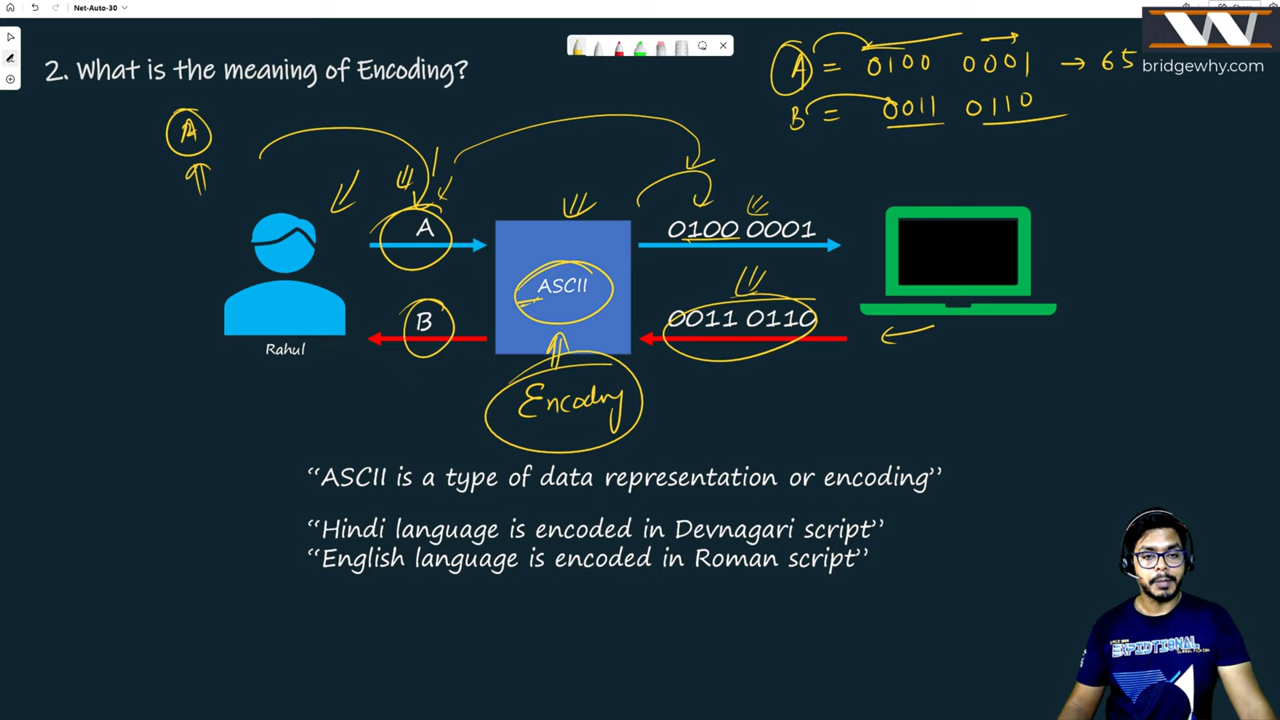 Net-Auto-30
Share
2. What is the meaning of Encoding?
A = 0100 0001 → 65
B = 0011 0110
W
bridgewhy.com
A
A
ASCII
0100 0001
B
0011 0110
Rahul
Encoding
“ASCII is a type of data representation or encoding”
“Hindi language is encoded in Devnagari script”
“English language is encoded in Roman script”
EXPIDTIONAL